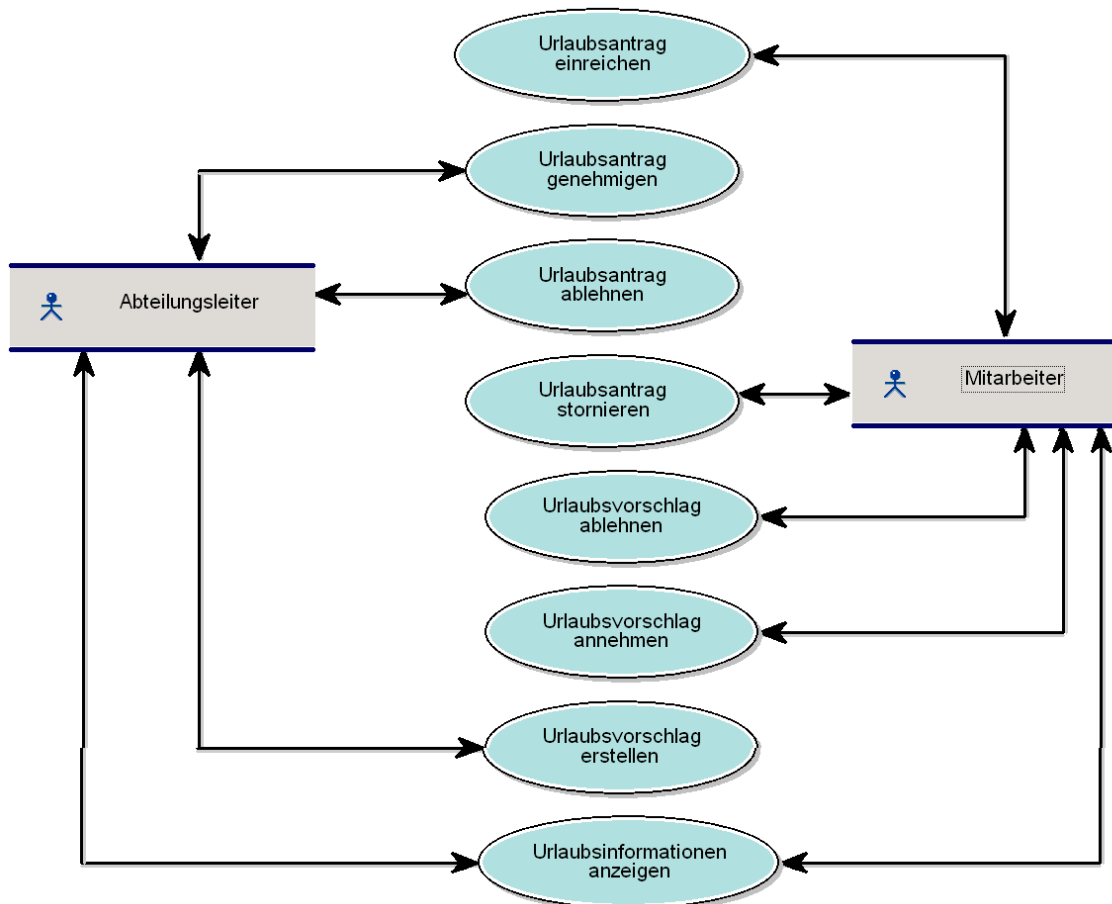 Urlaubsantrag
einreichen
Urlaubsantrag
genehmigen
Abteilungsleiter
Urlaubsantrag
ablehnen
Mitarbeiter
Urlaubsantrag
stornieren
Urlaubsvorschlag
ablehnen
Urlaubsvorschlag
annehmen
Urlaubsvorschlag
erstellen
Urlaubsinformationen
anzeigen